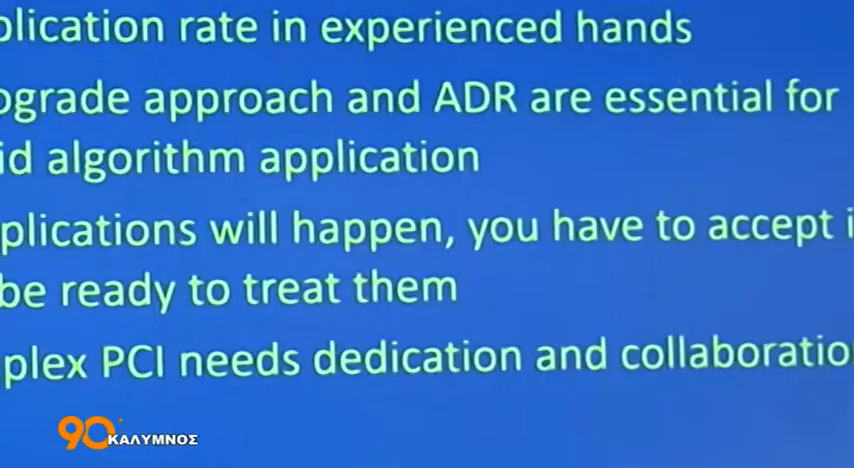 plication rate in experienced hands
ograde approach and ADR are essential for
id algorithm application
plications will happen, you have to accept i
be ready to treat them
plex PCI needs dedication and collaboratio
90 ΚΑΛΥΜΝΟΣ